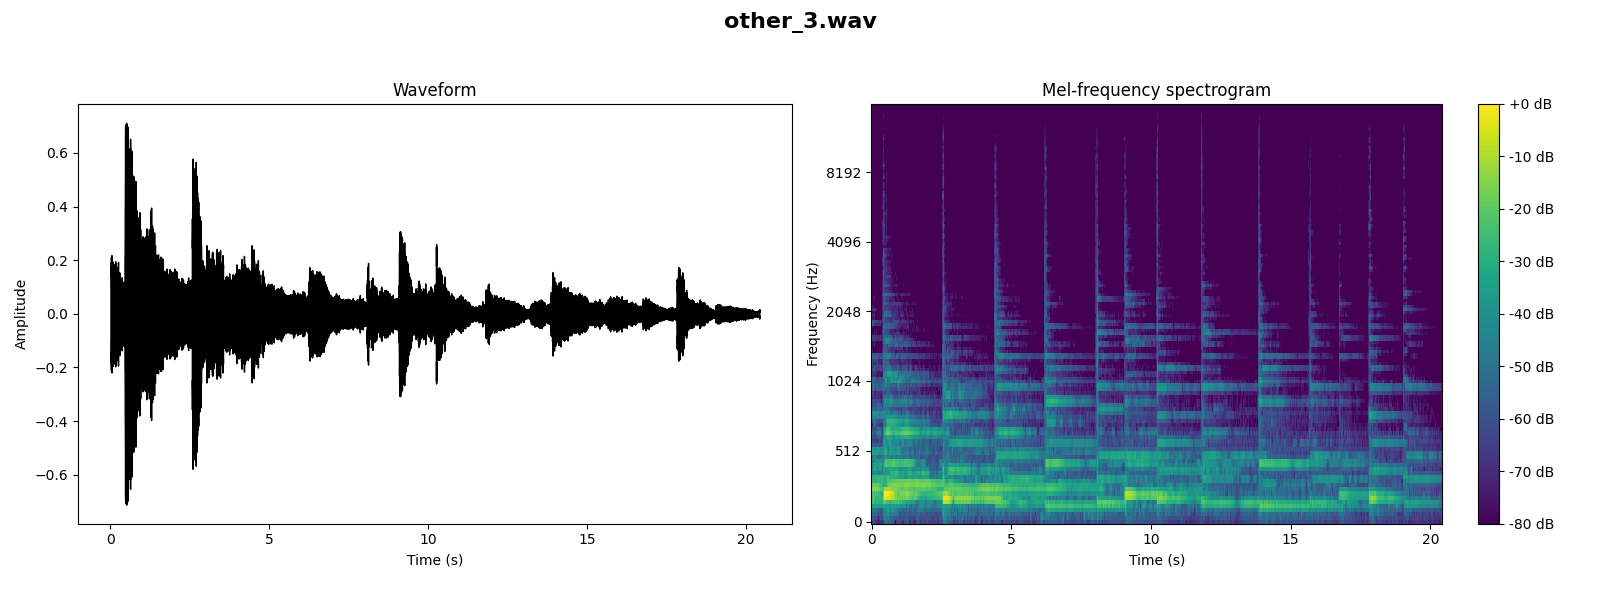 other_3.wav
Waveform
Amplitude
0.6
0.4
0.2
0.0
−0.2
−0.4
−0.6
0 5 10 15 20
Time (s)
Mel-frequency spectrogram
Frequency (Hz)
8192
4096
2048
1024
512
0
0 5 10 15 20
Time (s)
+0 dB
-10 dB
-20 dB
-30 dB
-40 dB
-50 dB
-60 dB
-70 dB
-80 dB